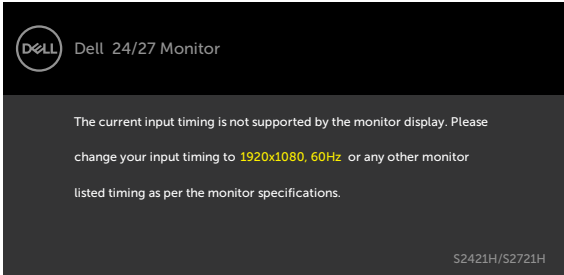 DELL
Dell 24/27 Monitor
The current input timing is not supported by the monitor display. Please
change your input timing to 1920x1080, 60Hz or any other monitor
listed timing as per the monitor specifications.
S2421H/S2721H